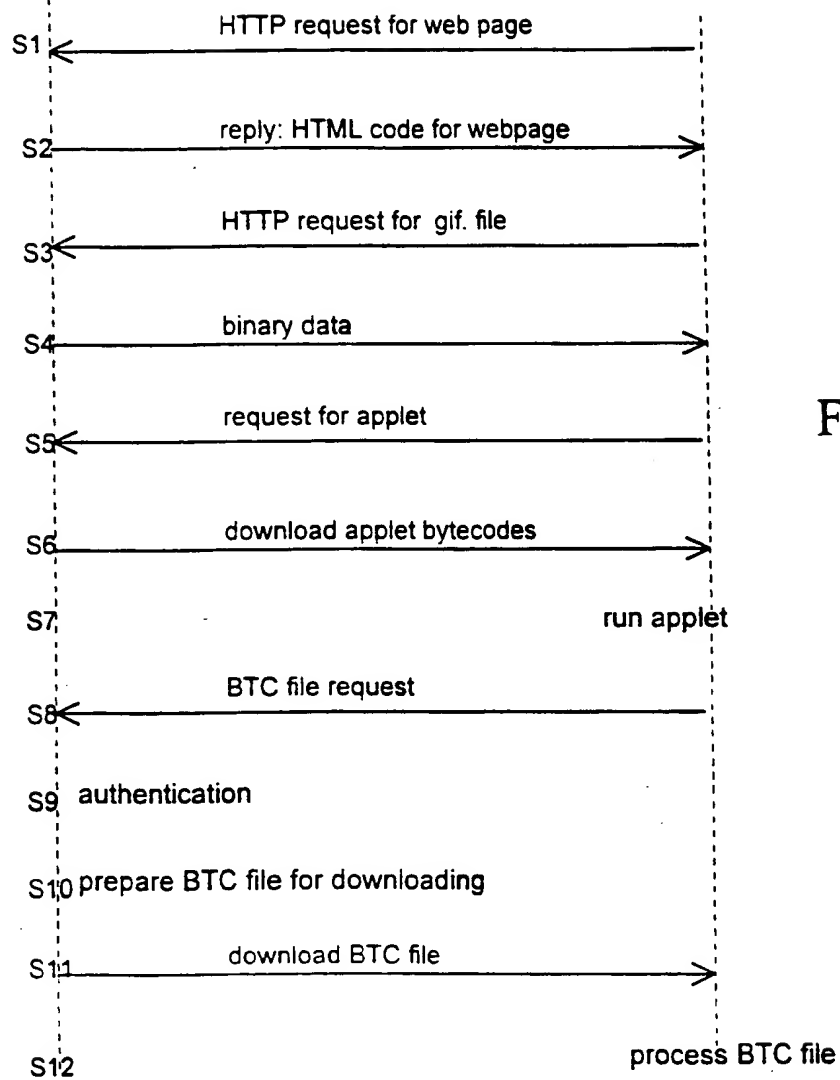 S1 HTTP request for web page
S2 reply: HTML code for webpage
S3 HTTP request for gif. file
S4 binary data
S5 request for applet
F
S6 download applet bytecodes
S7 run applet
S8 BTC file request
S9 authentication
S10 prepare BTC file for downloading
S11 download BTC file
S12 process BTC file